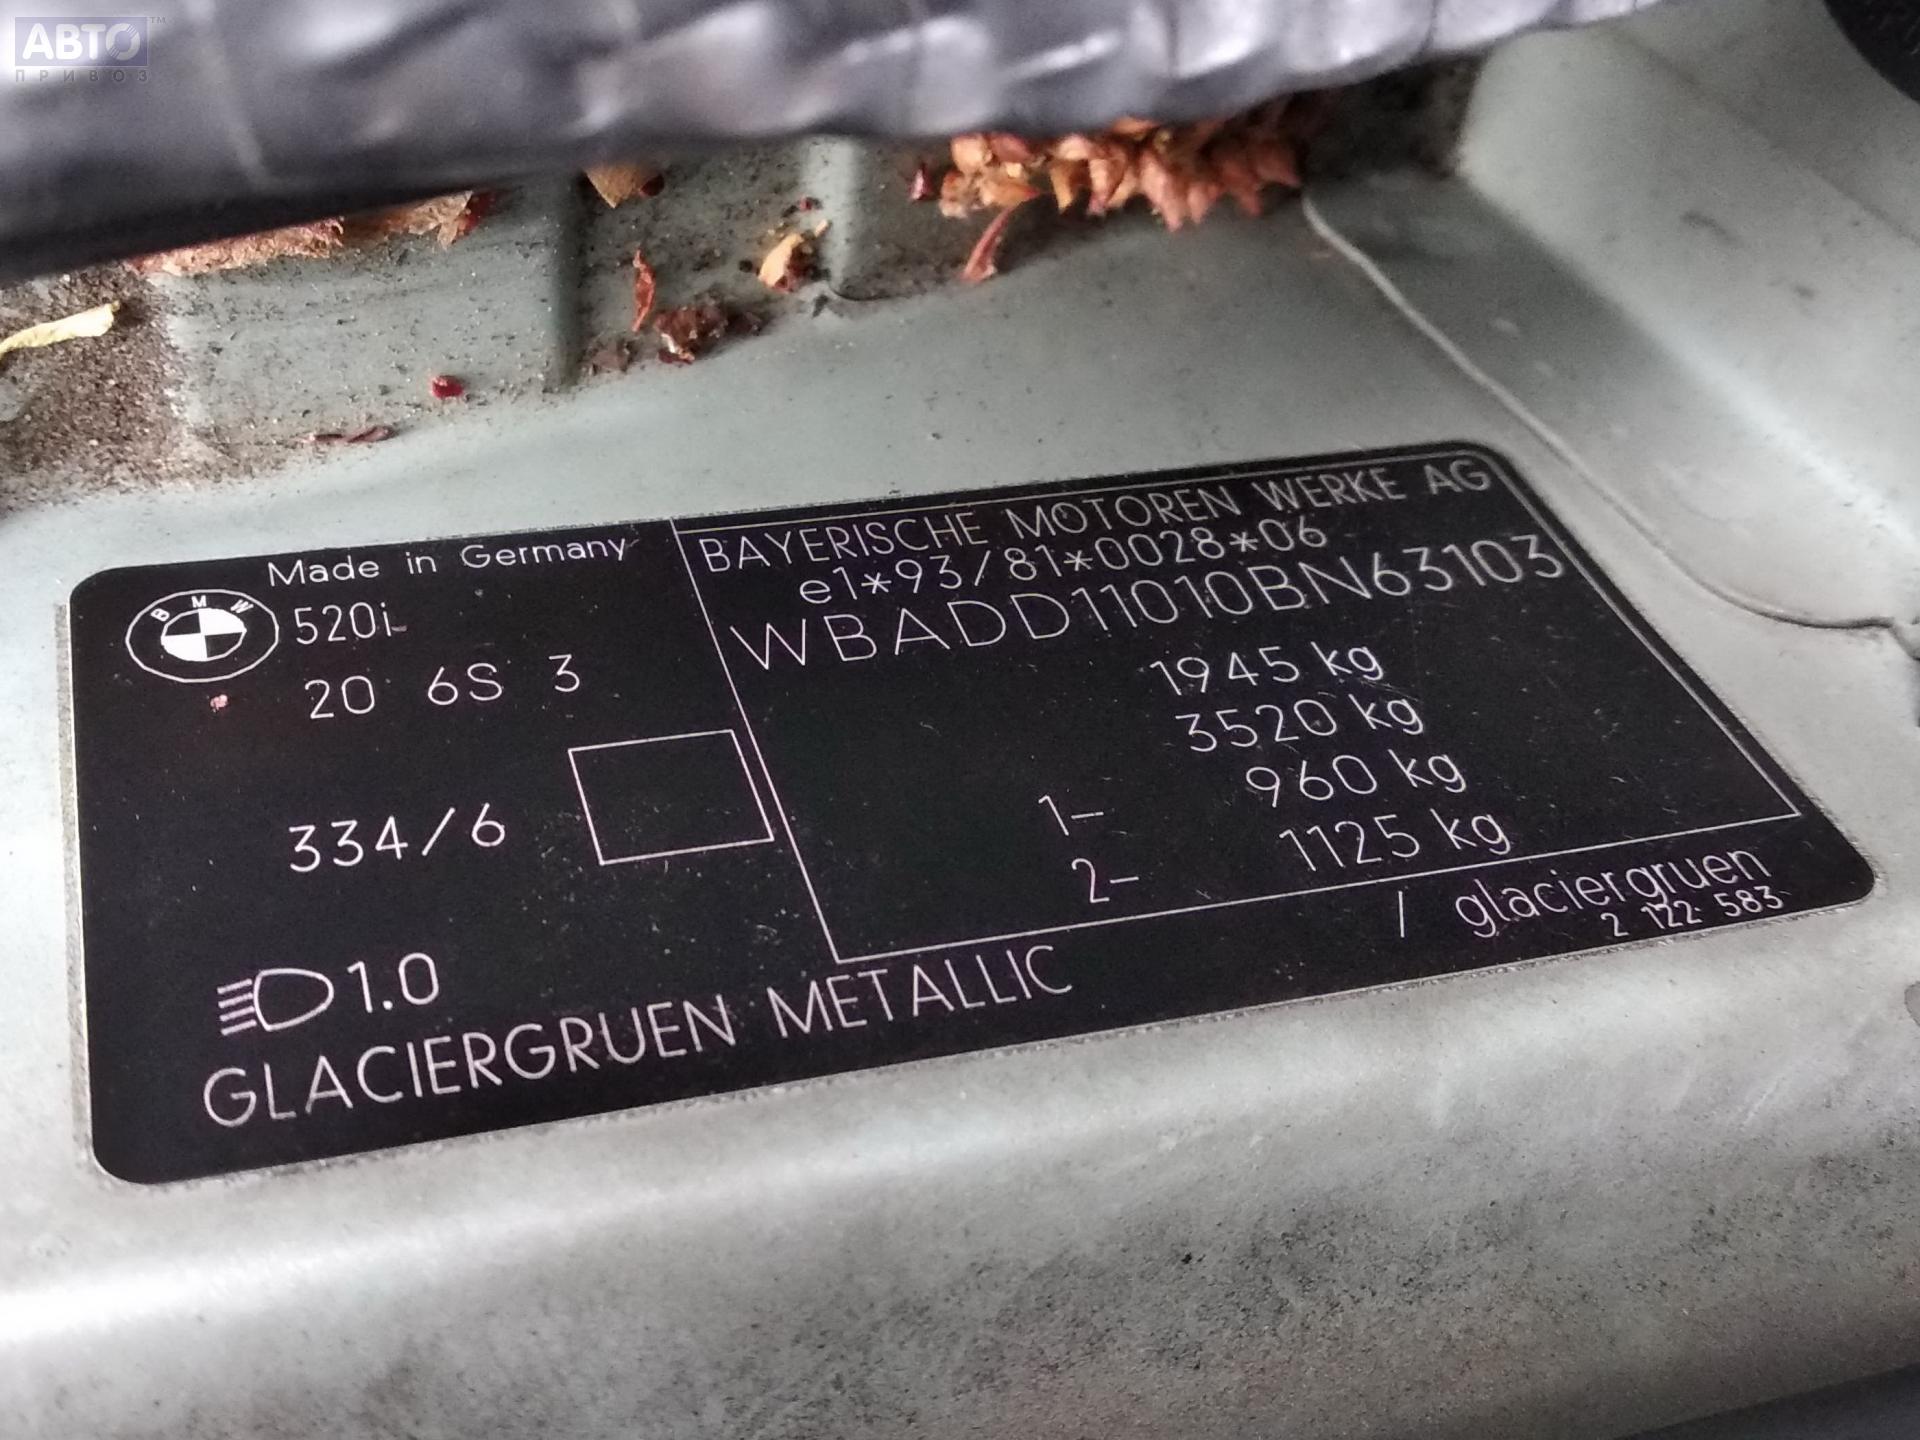 АВТО™
ПРИВОЗ
Made in Germany
BMW
520i
20 6S 3
334/6
1.0
GLACIERGRUEN METALLIC
BAYERISCHE MOTOREN WERKE AG
e1*93/81*0028*06
WBADD11010BN63103
1945 kg
3520 kg
1- 960 kg
2- 1125 kg
/ glaciergruen
2 122 583